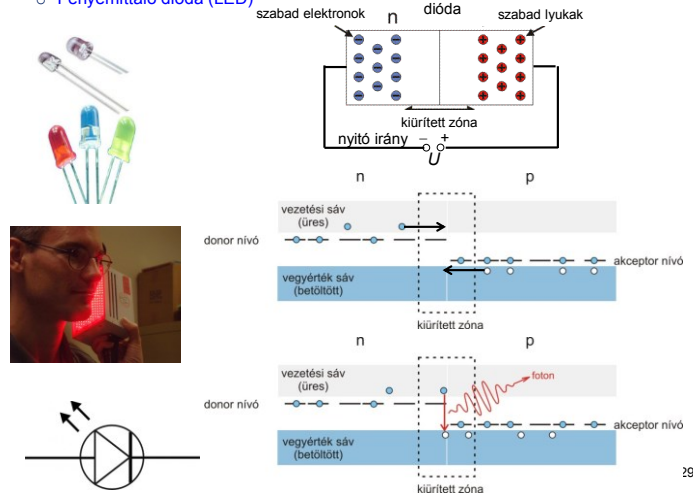 Fényemittáló dióda (LED)
szabad elektronok
n
dióda
szabad lyukak
kiürített zóna
nyitó irány
− +
U
n
p
vezetési sáv
(üres)
donor nívó
akceptor nívó
vegyérték sáv
(betöltött)
kiürített zóna
n
p
vezetési sáv
(üres)
foton
donor nívó
akceptor nívó
vegyérték sáv
(betöltött)
kiürített zóna
29